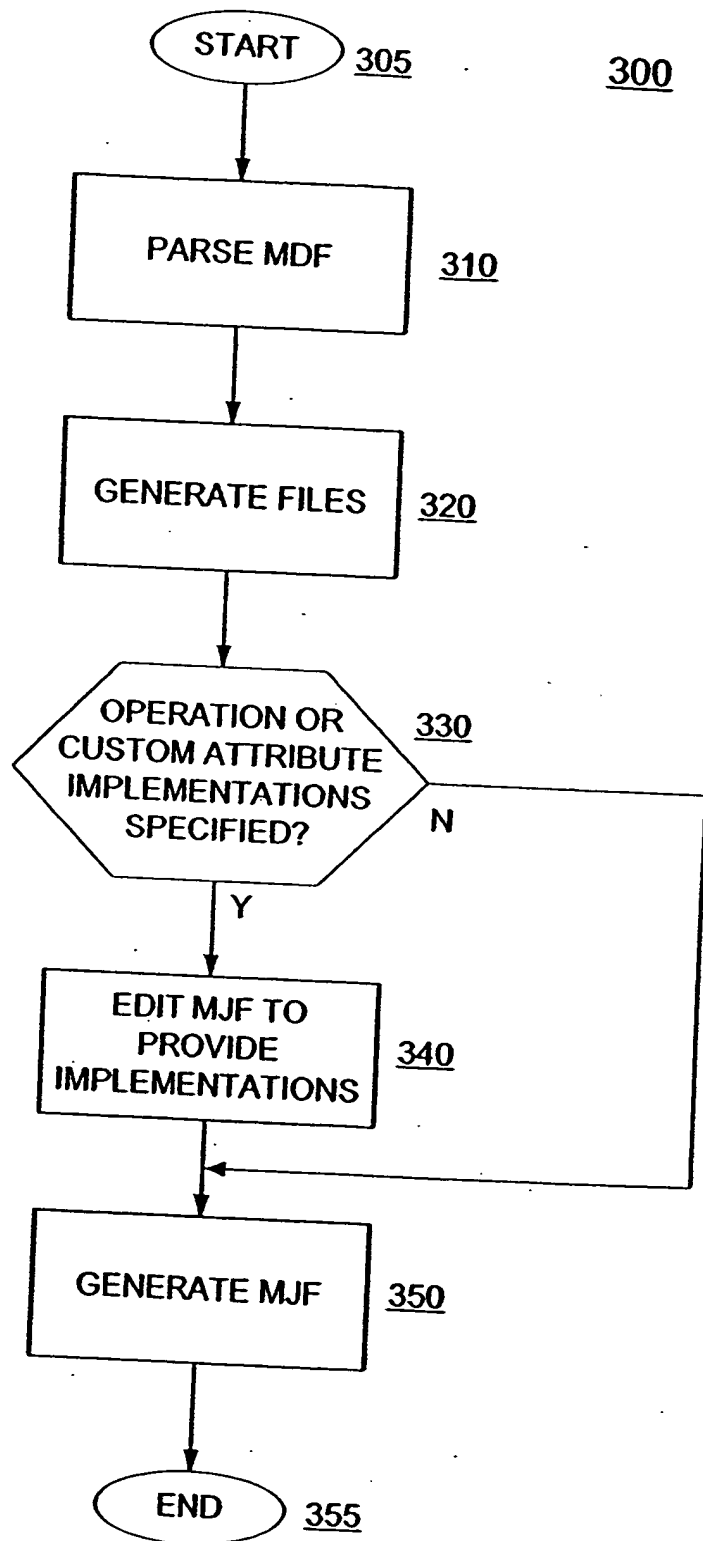 START
305
300
PARSE MDF
310
GENERATE FILES
320
OPERATION OR
CUSTOM ATTRIBUTE
IMPLEMENTATIONS
SPECIFIED?
330
N
Y
EDIT MJF TO
PROVIDE
IMPLEMENTATIONS
340
GENERATE MJF
350
END
355